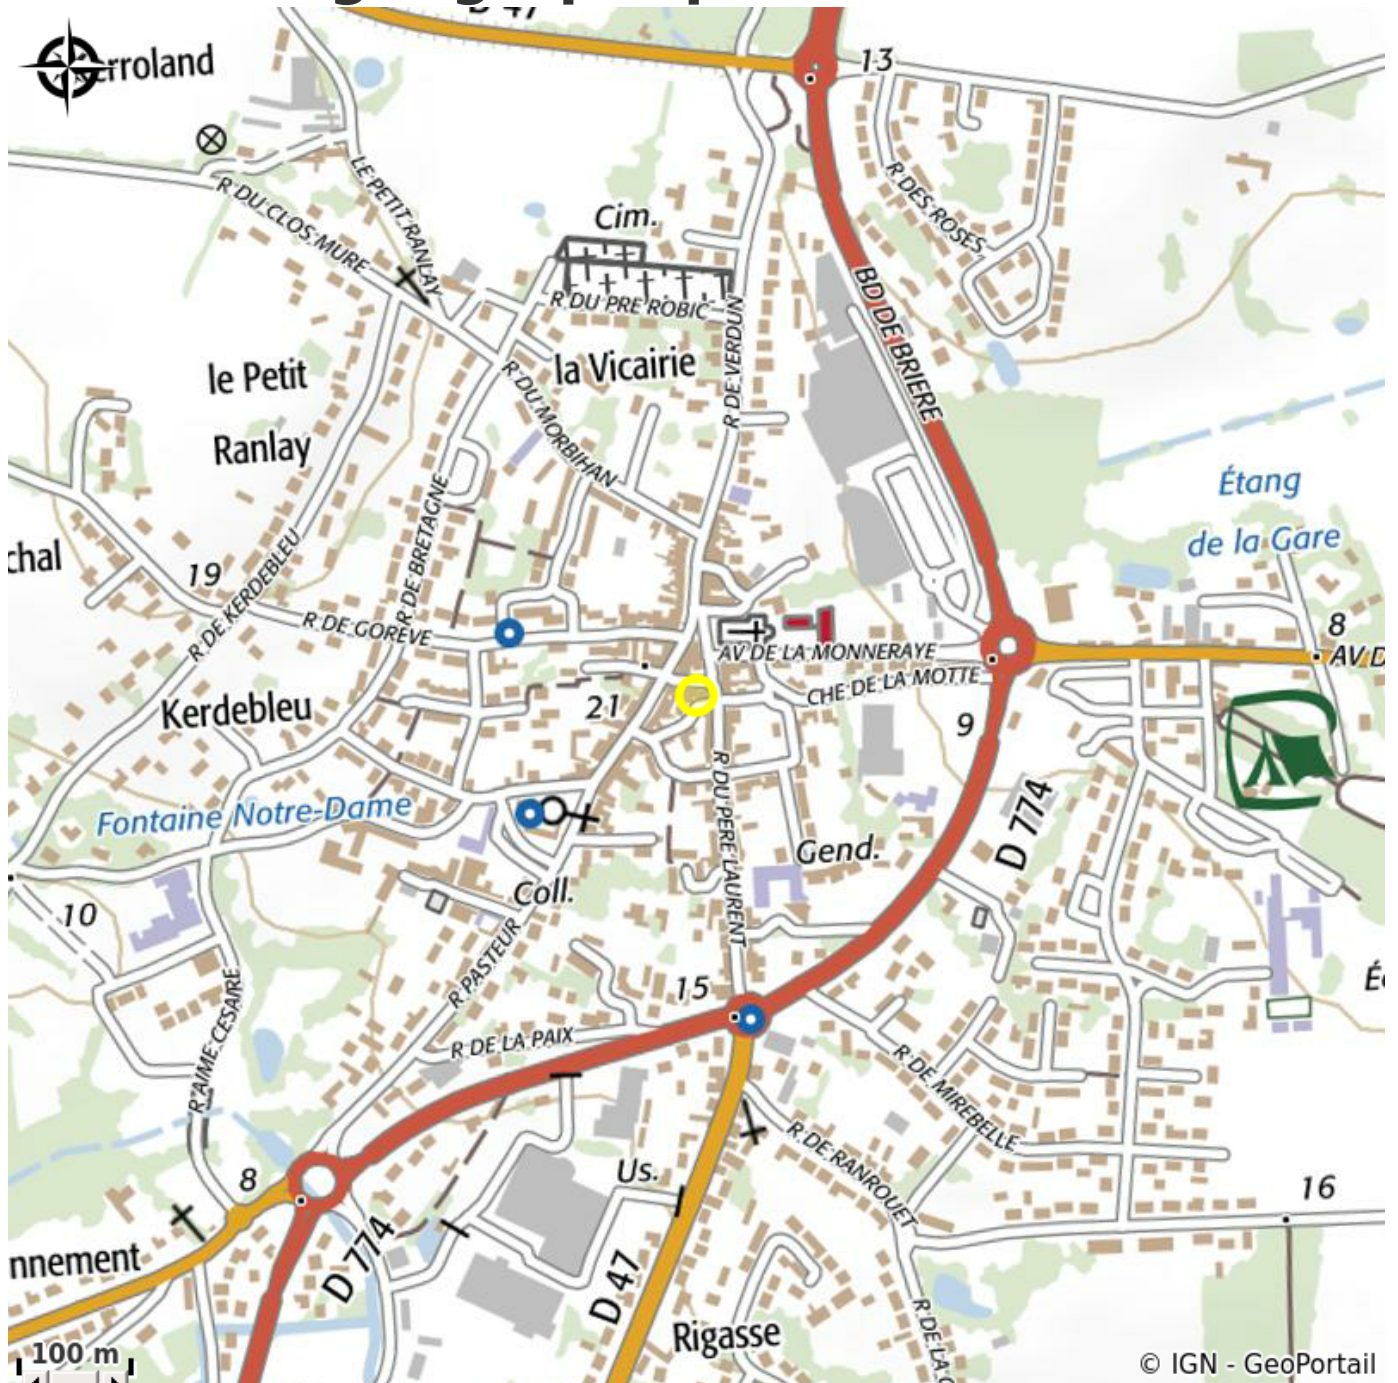 D 47
erroland
13
LE PETIT RANLAY
R DU CLOS MURE
R DES ROSES
Cim.
R DU PRE ROBIC
BD DE BRIERE
R DE VERDUN
la Vicairie
le Petit
Ranlay
R DU MORBIHAN
R DE BRETAGNE
Étang
de la Gare
chal
19
R DE KERDEBLEU
R DE GOREVE
8
AV DE LA MONNERAYE
AV D
CHE DE LA MOTTE
Kerdebleu
21
9
Fontaine Notre-Dame
R DU PERE LAURENT
D 774
Gend.
Coll.
10
R PASTEUR
15
R AIME CESAIRE
R DE LA PAIX
R DE MIREBELLE
R DE RANROUET
Us.
8
16
D 774
nnement
D 47
Rigasse
R DE LA
100 m
© IGN - GeoPortail